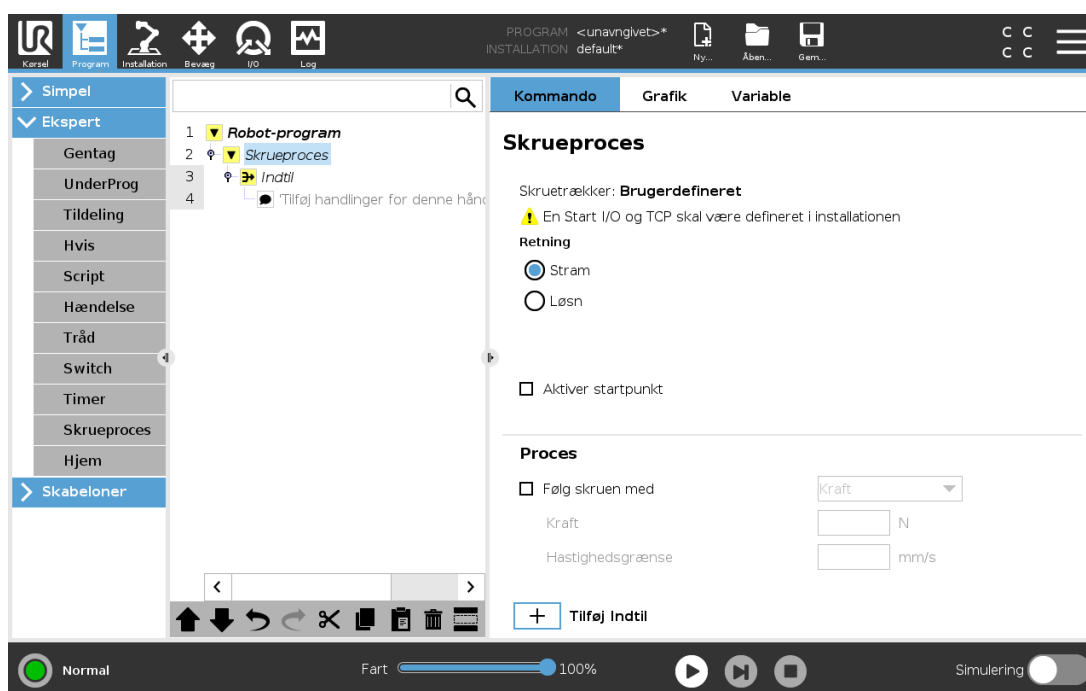 PROGRAM <unavngivet>*
INSTALLATION default*
C C
C C
Kørsel Program Installation Bevæg I/O Log Ny... Åben... Gem...
Simpel
Ekspert
Gentag
UnderProg
Tildeling
Hvis
Script
Hændelse
Tråd
Switch
Timer
Skrueproces
Hjem
Skabeloner
1 Robot-program
2 Skrueproces
3 Indtil
4 'Tilføj handlinger for denne hånd
Kommando Grafik Variable
Skrueproces
Skruetrækker: Brugerdefineret
En Start I/O og TCP skal være defineret i installationen
Retning
Stram
Løsn
Aktiver startpunkt
Proces
Følg skruen med Kraft
Kraft N
Hastighedsgrænse mm/s
+ Tilføj Indtil
Normal Fart 100% Simulering